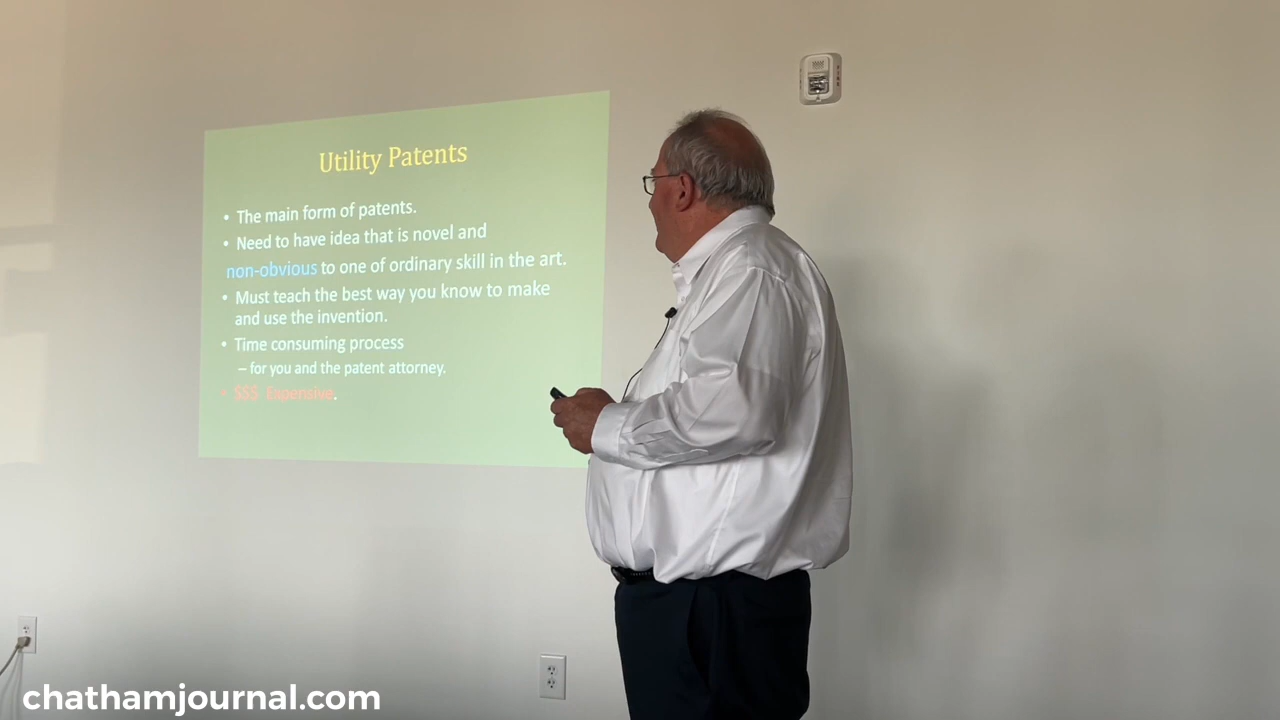 Utility Patents
• The main form of patents.
• Need to have idea that is novel and
non-obvious to one of ordinary skill in the art.
• Must teach the best way you know to make
and use the invention.
• Time consuming process
– for you and the patent attorney.
• $$$ Expensive.
chathamjournal.com